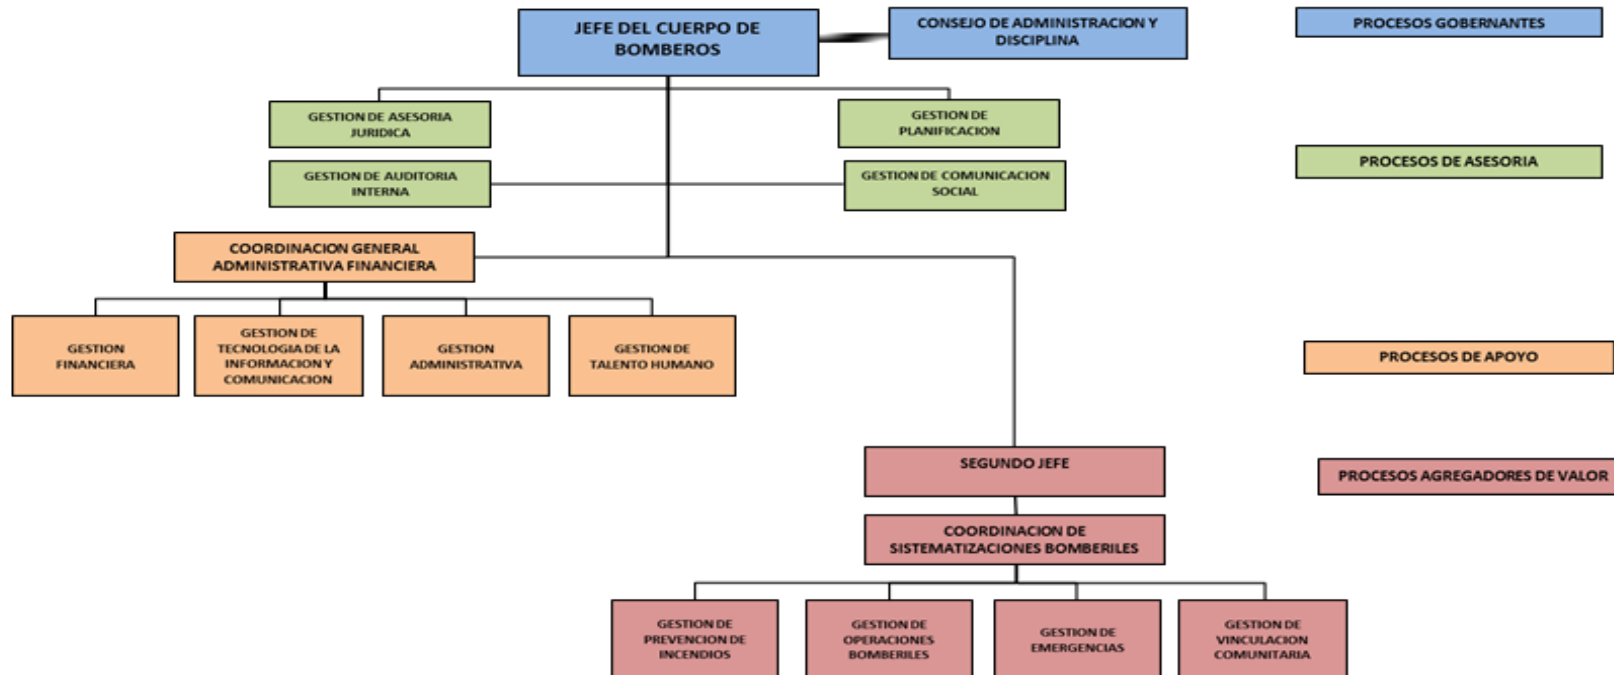 JEFE DEL CUERPO DE
BOMBEROS
CONSEJO DE ADMINISTRACION Y
DISCIPLINA
PROCESOS GOBERNANTES
GESTION DE ASESORIA
JURIDICA
GESTION DE
PLANIFICACION
PROCESOS DE ASESORIA
GESTION DE AUDITORIA
INTERNA
GESTION DE COMUNICACION
SOCIAL
COORDINACION GENERAL
ADMINISTRATIVA FINANCIERA
GESTION
FINANCIERA
GESTION DE
TECNOLOGIA DE LA
INFORMACION Y
COMUNICACION
GESTION
ADMINISTRATIVA
GESTION DE
TALENTO HUMANO
PROCESOS DE APOYO
SEGUNDO JEFE
PROCESOS AGREGADORES DE VALOR
COORDINACION DE
SISTEMATIZACIONES BOMBERILES
GESTION DE
PREVENCION DE
INCENDIOS
GESTION DE
OPERACIONES
BOMBERILES
GESTION DE
EMERGENCIAS
GESTION DE
VINCULACION
COMUNITARIA